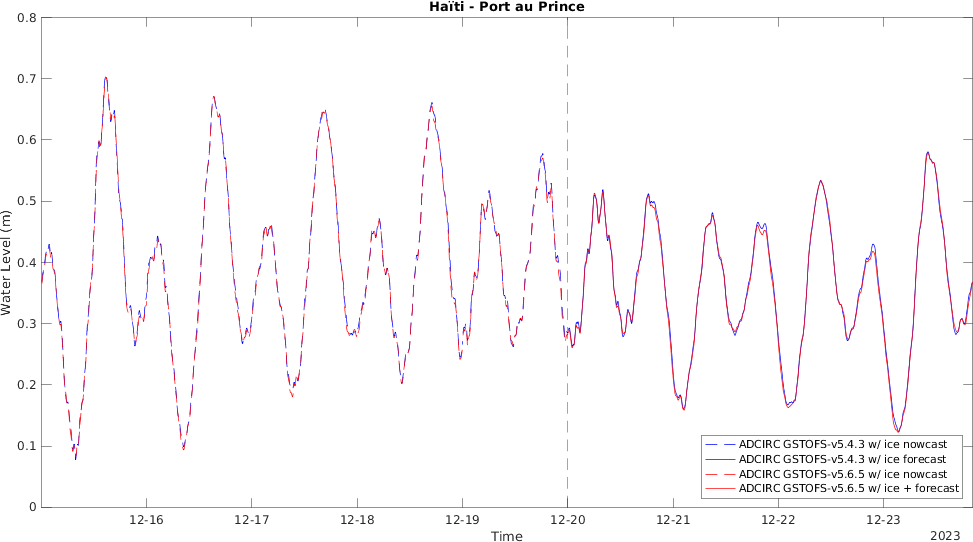 Haïti - Port au Prince
Water Level (m)
0.8
0.7
0.6
0.5
0.4
0.3
0.2
0.1
0
12-16
12-17
12-18
12-19
12-20
12-21
12-22
12-23
Time
2023
ADCIRC GSTOFS-v5.4.3 w/ ice nowcast
ADCIRC GSTOFS-v5.4.3 w/ ice forecast
ADCIRC GSTOFS-v5.6.5 w/ ice nowcast
ADCIRC GSTOFS-v5.6.5 w/ ice + forecast